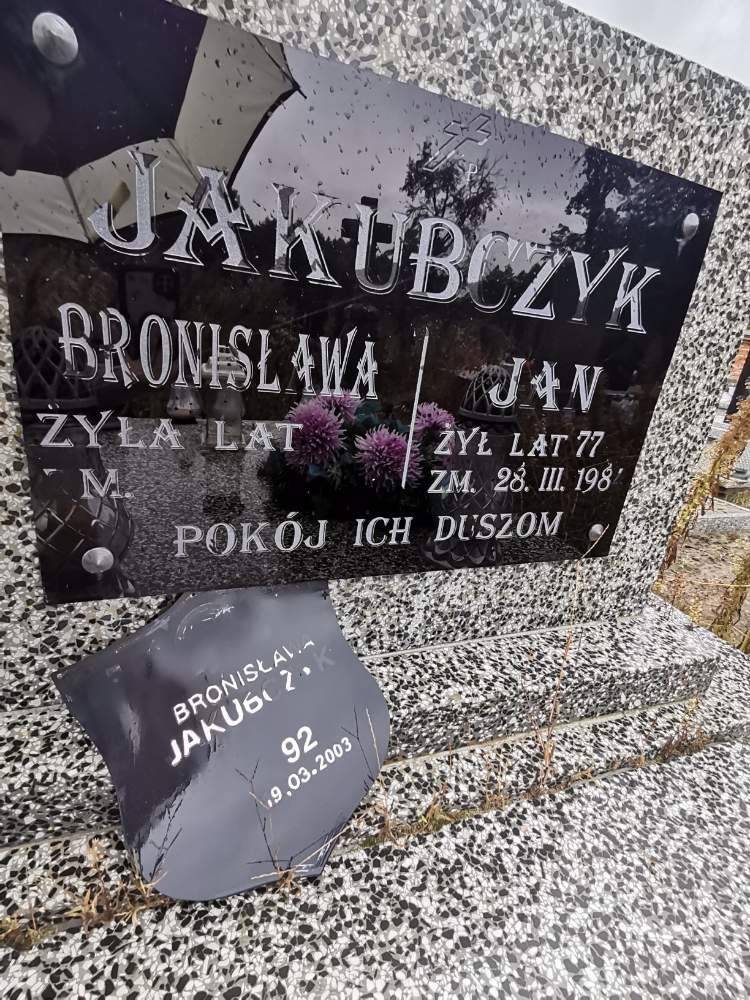 P
JAKUBCZYK
BRONISŁAWA
ŻYŁA LAT
M.
JAN
ŻYŁ LAT 77
ZM. 28. III. 198
POKÓJ ICH DUSZOM
BRONISŁAWA
JAKUBCZYK
92
9.03.2003